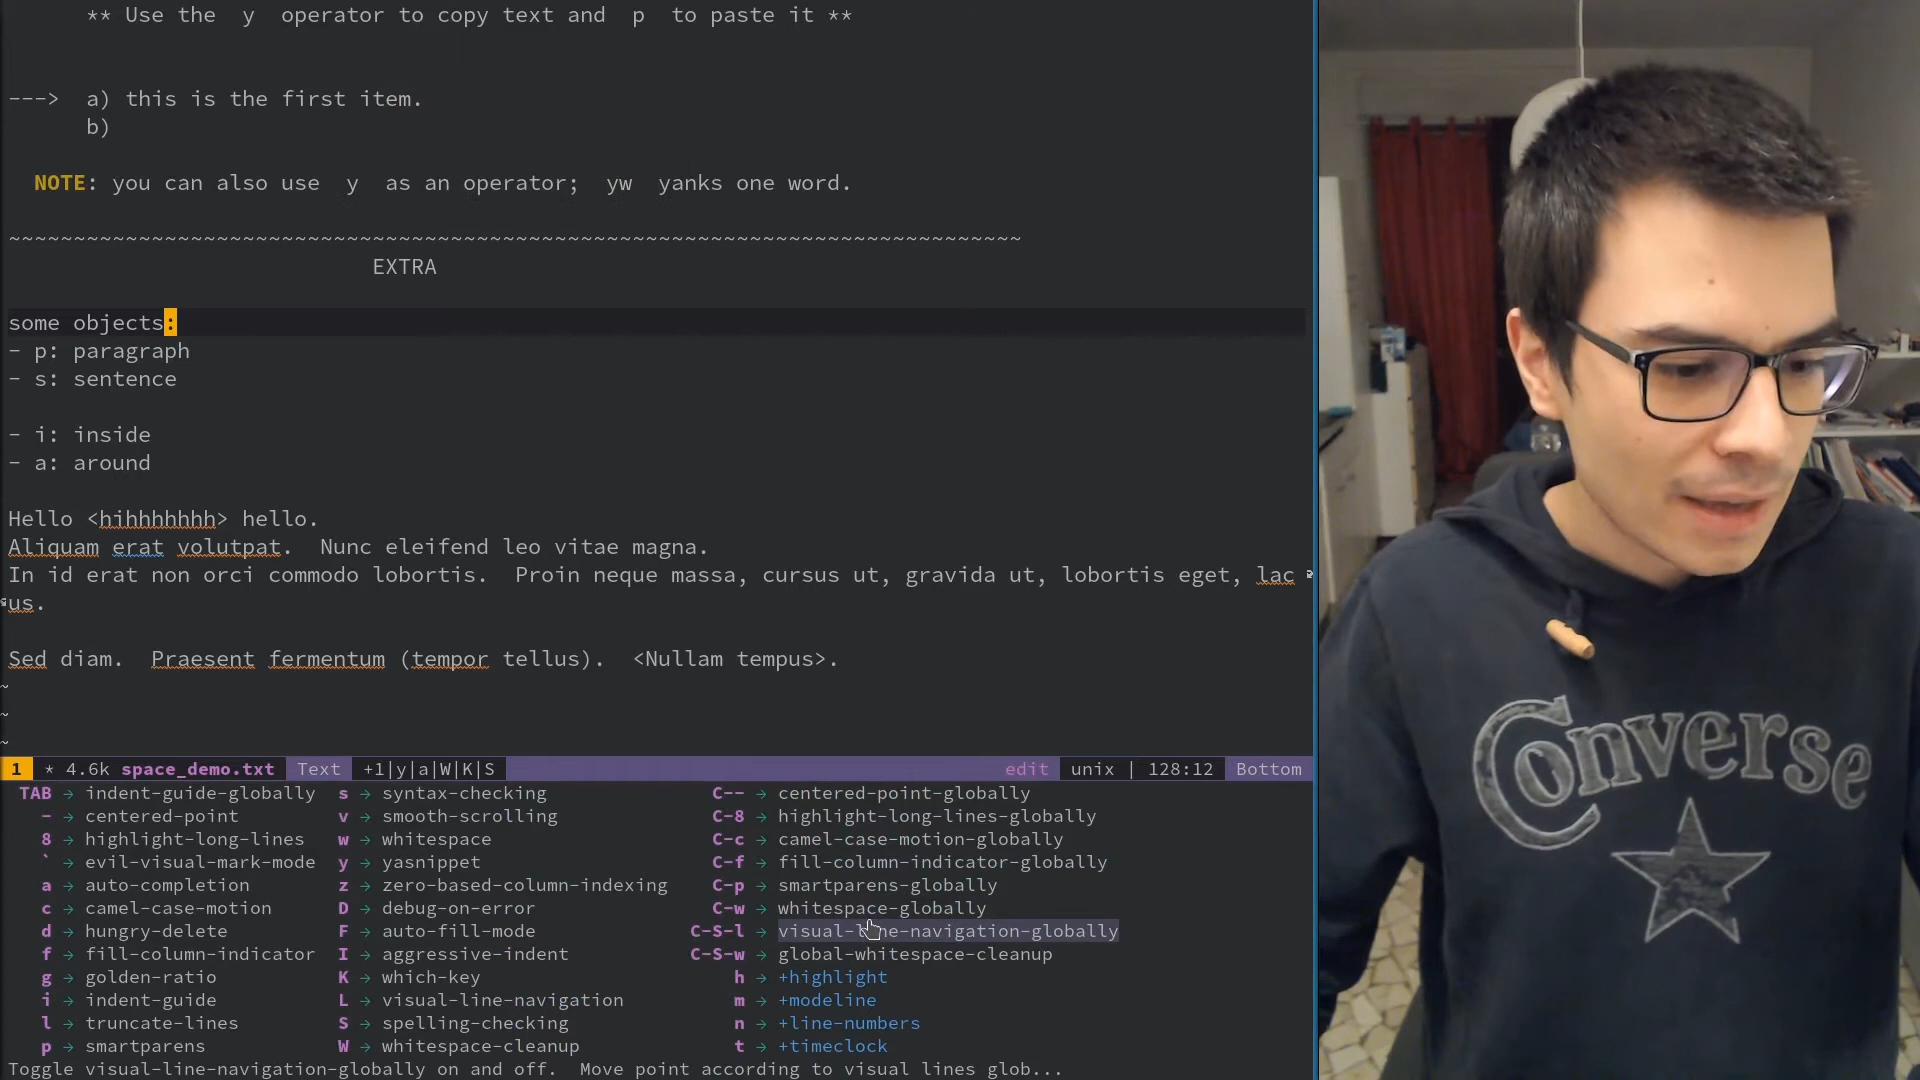 ** Use the  y  operator to copy text and  p  to paste it **
--->  a) this is the first item.
b)
NOTE: you can also use  y  as an operator;  yw  yanks one word.
~~~~~~~~~~~~~~~~~~~~~~~~~~~~~~~~~~~~~~~~~~~~~~~~~~~~~~~~~~~~~~~~~~~~~~~~~~~~~~
EXTRA
some objects:
- p: paragraph
- s: sentence
- i: inside
- a: around
Hello <hihhhhhhh> hello.
Aliquam erat volutpat.  Nunc eleifend leo vitae magna.
In id erat non orci commodo lobortis.  Proin neque massa, cursus ut, gravida ut, lobortis eget, lac
us.
Sed diam.  Praesent fermentum (tempor tellus).  <Nullam tempus>.
~
~
~
1 * 4.6k space_demo.txt Text +1|y|a|W|K|S edit unix | 128:12 Bottom
TAB → indent-guide-globally s → syntax-checking C-- → centered-point-globally
- → centered-point v → smooth-scrolling C-8 → highlight-long-lines-globally
8 → highlight-long-lines w → whitespace C-c → camel-case-motion-globally
` → evil-visual-mark-mode y → yasnippet C-f → fill-column-indicator-globally
a → auto-completion z → zero-based-column-indexing C-p → smartparens-globally
c → camel-case-motion D → debug-on-error C-w → whitespace-globally
d → hungry-delete F → auto-fill-mode C-S-l → visual-line-navigation-globally
f → fill-column-indicator I → aggressive-indent C-S-w → global-whitespace-cleanup
g → golden-ratio K → which-key h → +highlight
i → indent-guide L → visual-line-navigation m → +modeline
l → truncate-lines S → spelling-checking n → +line-numbers
p → smartparens W → whitespace-cleanup t → +timeclock
Toggle visual-line-navigation-globally on and off.  Move point according to visual lines glob...
Converse